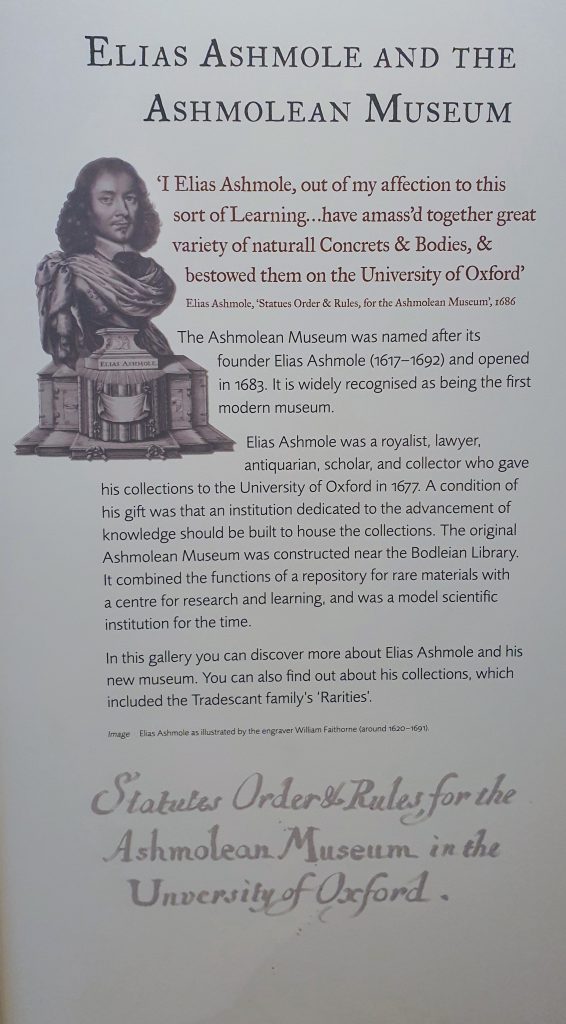 Elias Ashmole and the
Ashmolean Museum
‘I Elias Ashmole, out of my affection to this
sort of Learning...have amass’d together great
variety of naturall Concrets & Bodies, &
bestowed them on the University of Oxford’
Elias Ashmole, ‘Statues Order & Rules, for the Ashmolean Museum’, 1686
ELIAS ASHMOLE
The Ashmolean Museum was named after its
founder Elias Ashmole (1617–1692) and opened
in 1683. It is widely recognised as being the first
modern museum.
Elias Ashmole was a royalist, lawyer,
antiquarian, scholar, and collector who gave
his collections to the University of Oxford in 1677. A condition of
his gift was that an institution dedicated to the advancement of
knowledge should be built to house the collections. The original
Ashmolean Museum was constructed near the Bodleian Library.
It combined the functions of a repository for rare materials with
a centre for research and learning, and was a model scientific
institution for the time.
In this gallery you can discover more about Elias Ashmole and his
new museum. You can also find out about his collections, which
included the Tradescant family’s ‘Rarities’.
Image Elias Ashmole as illustrated by the engraver William Faithorne (around 1620–1691).
Statutes Order & Rules, for the
Ashmolean Museum in the
Unversity of Oxford .